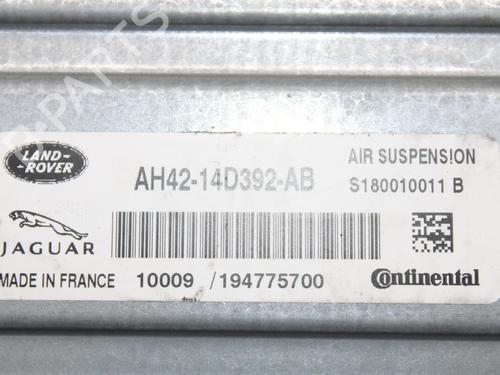 LAND-
-ROVER
AH42-14D392-AB
AIR SUSPENSION
S180010011 B
JAGUAR
MADE IN FRANCE
10009 / 194775700
Continental